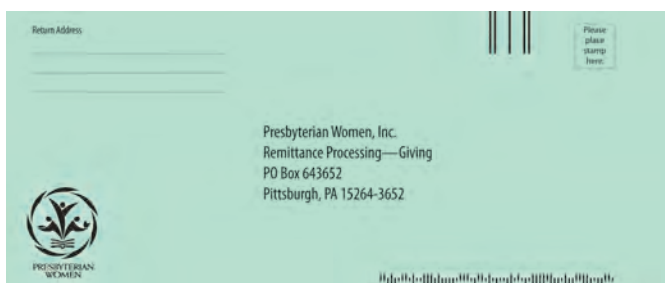 Return Address
Please
place
stamp
here.
Presbyterian Women, Inc.
Remittance Processing—Giving
PO Box 643652
Pittsburgh, PA 15264-3652
PRESBYTERIAN
WOMEN